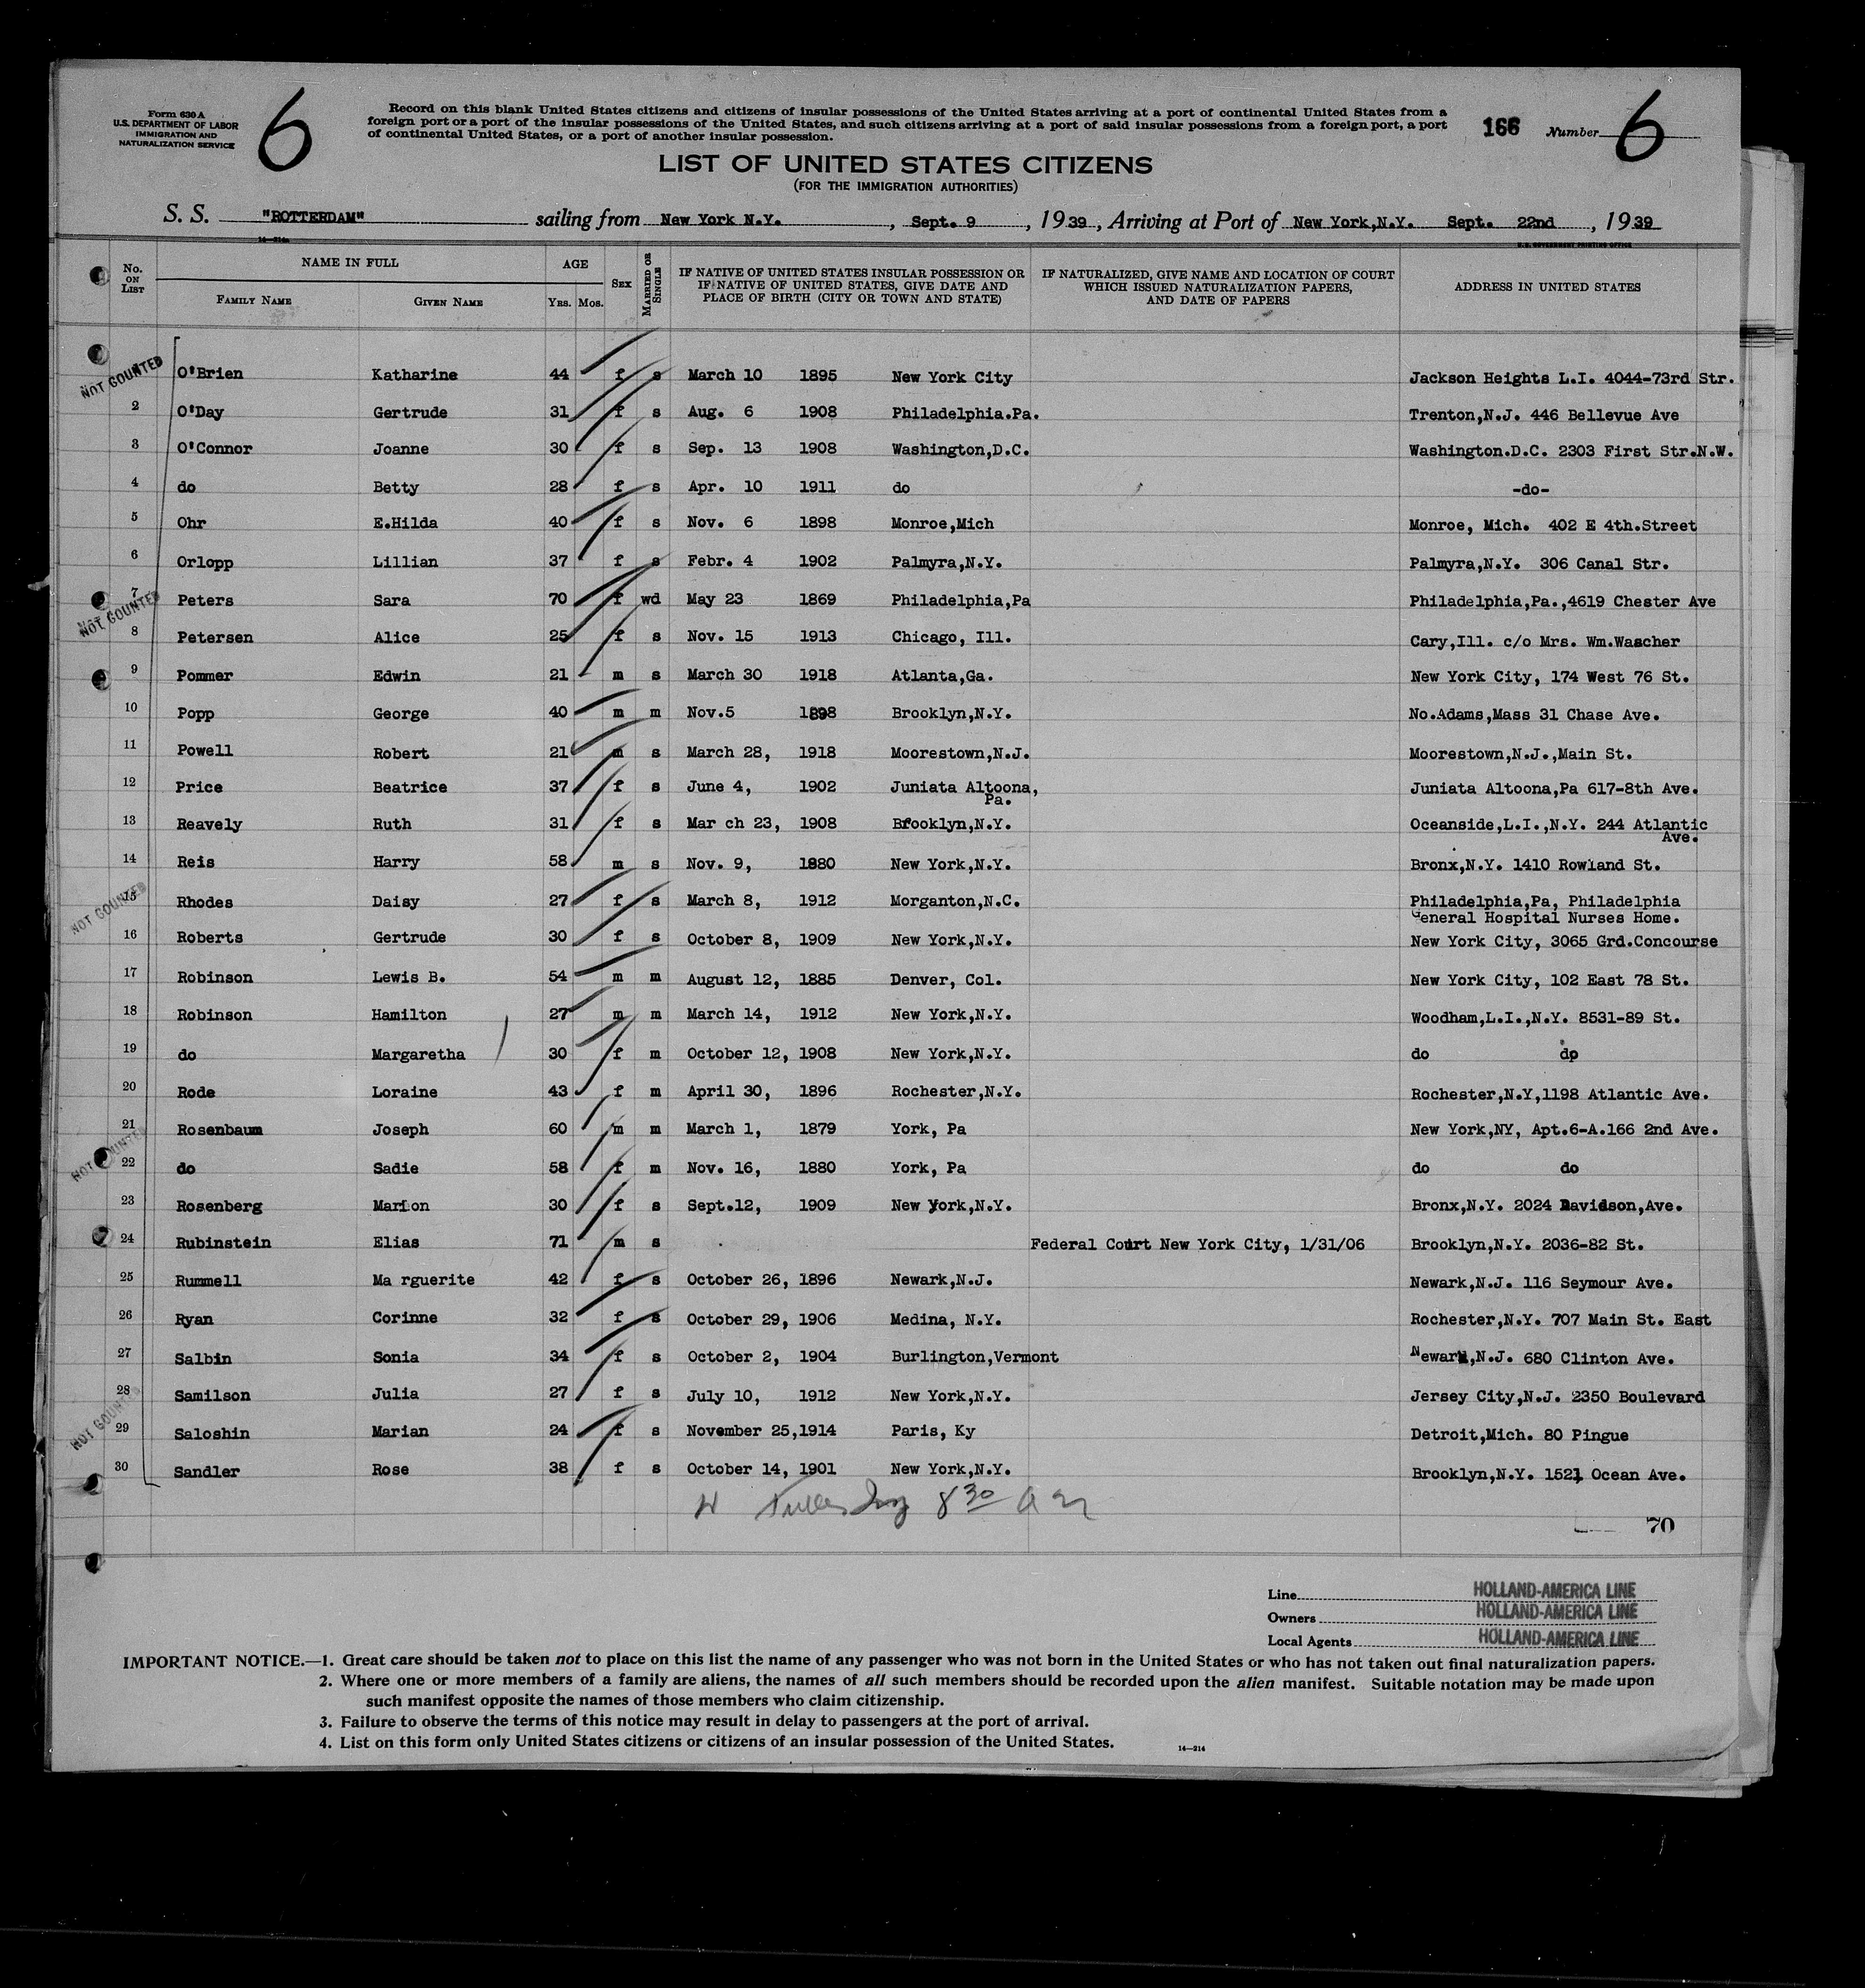 Form 630 A
U.S. DEPARTMENT OF LABOR
IMMIGRATION AND
NATURALIZATION SERVICE
6
Record on this blank United States citizens and citizens of insular possessions of the United States arriving at a port of continental United States from a
foreign port or a port of the insular possessions of the United States, and such citizens arriving at a port of said insular possessions from a foreign port, a port
of continental United States, or a port of another insular possession.
166 Number 6
LIST OF UNITED STATES CITIZENS
(FOR THE IMMIGRATION AUTHORITIES)
S. S. "ROTTERDAM" sailing from New York N.Y. , Sept. 9 , 1939 , Arriving at Port of New York,N.Y. Sept. 22nd , 1939
14—214a U.S. GOVERNMENT PRINTING OFFICE
No. ON LIST NAME IN FULL FAMILY NAME GIVEN NAME AGE YRS. MOS. SEX MARRIED OR SINGLE IF NATIVE OF UNITED STATES INSULAR POSSESSION OR IF NATIVE OF UNITED STATES, GIVE DATE AND PLACE OF BIRTH (CITY OR TOWN AND STATE) IF NATURALIZED, GIVE NAME AND LOCATION OF COURT WHICH ISSUED NATURALIZATION PAPERS, AND DATE OF PAPERS ADDRESS IN UNITED STATES
NOT COUNTED O'Brien Katharine 44 f s March 10 1895 New York City Jackson Heights L.I. 4044-73rd Str.
2 O'Day Gertrude 31 f s Aug. 6 1908 Philadelphia.Pa. Trenton,N.J. 446 Bellevue Ave
3 O'Connor Joanne 30 f s Sep. 13 1908 Washington,D.C. Washington.D.C. 2303 First Str.N.W.
4 do Betty 28 f s Apr. 10 1911 do -do-
5 Ohr E.Hilda 40 f s Nov. 6 1898 Monroe,Mich Monroe, Mich. 402 E 4th.Street
6 Orlopp Lillian 37 f s Febr. 4 1902 Palmyra,N.Y. Palmyra,N.Y. 306 Canal Str.
7 NOT COUNTED Peters Sara 70 f wd May 23 1869 Philadelphia,Pa Philadelphia,Pa.,4619 Chester Ave
8 Petersen Alice 25 f s Nov. 15 1913 Chicago, Ill. Cary,Ill. c/o Mrs. Wm.Wascher
9 Pommer Edwin 21 m s March 30 1918 Atlanta,Ga. New York City, 174 West 76 St.
10 Popp George 40 m m Nov.5 1898 Brooklyn,N.Y. No.Adams,Mass 31 Chase Ave.
11 Powell Robert 21 m s March 28, 1918 Moorestown,N.J. Moorestown,N.J.,Main St.
12 Price Beatrice 37 f s June 4, 1902 Juniata Altoona, Juniata Altoona,Pa 617-8th Ave.
Pa.
13 Reavely Ruth 31 f s Mar ch 23, 1908 Brooklyn,N.Y. Oceanside,L.I.,N.Y. 244 Atlantic
Ave.
14 Reis Harry 58 m s Nov. 9, 1880 New York,N.Y. Bronx,N.Y. 1410 Rowland St.
15 NOT COUNTED Rhodes Daisy 27 f s March 8, 1912 Morganton,N.C. Philadelphia,Pa, Philadelphia
General Hospital Nurses Home.
16 Roberts Gertrude 30 f s October 8, 1909 New York,N.Y. New York City, 3065 Grd.Concourse
17 Robinson Lewis B. 54 m m August 12, 1885 Denver, Col. New York City, 102 East 78 St.
18 Robinson Hamilton 27 m m March 14, 1912 New York,N.Y. Woodham,L.I.,N.Y. 8531-89 St.
19 do Margaretha 30 f m October 12, 1908 New York,N.Y. do do
20 Rode Loraine 43 f m April 30, 1896 Rochester,N.Y. Rochester,N.Y,1198 Atlantic Ave.
21 Rosenbaum Joseph 60 m m March 1, 1879 York, Pa New York,NY, Apt.6-A.166 2nd Ave.
22 NOT COUNTED do Sadie 58 f m Nov. 16, 1880 York, Pa do do
23 Rosenberg Marion 30 f s Sept.12, 1909 New York,N.Y. Bronx,N.Y. 2024 Davidson,Ave.
24 Rubinstein Elias 71 m s Federal Court New York City, 1/31/06 Brooklyn,N.Y. 2036-82 St.
25 Rummell Ma rguerite 42 f s October 26, 1896 Newark,N.J. Newark,N.J. 116 Seymour Ave.
26 Ryan Corinne 32 f s October 29, 1906 Medina, N.Y. Rochester,N.Y. 707 Main St. East
27 Salbin Sonia 34 f s October 2, 1904 Burlington,Vermont Newark,N.J. 680 Clinton Ave.
28 Samilson Julia 27 f s July 10, 1912 New York,N.Y. Jersey City,N.J. 2350 Boulevard
29 NOT COUNTED Saloshin Marian 24 f s November 25,1914 Paris, Ky Detroit,Mich. 80 Pingue
30 Sandler Rose 38 f s October 14, 1901 New York,N.Y. Brooklyn,N.Y. 1521 Ocean Ave.
8 30
70
Line HOLLAND-AMERICA LINE
Owners HOLLAND-AMERICA LINE
Local Agents HOLLAND-AMERICA LINE
IMPORTANT NOTICE.—1. Great care should be taken not to place on this list the name of any passenger who was not born in the United States or who has not taken out final naturalization papers.
2. Where one or more members of a family are aliens, the names of all such members should be recorded upon the alien manifest. Suitable notation may be made upon
such manifest opposite the names of those members who claim citizenship.
3. Failure to observe the terms of this notice may result in delay to passengers at the port of arrival.
4. List on this form only United States citizens or citizens of an insular possession of the United States. 14—214